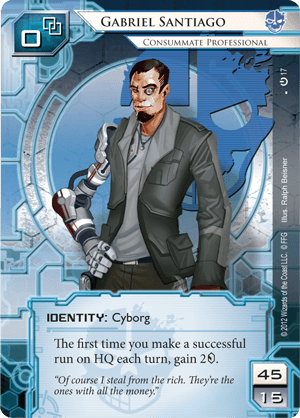 0
GABRIEL SANTIAGO
CONSUMMATE PROFESSIONAL
17
Illus. Ralph Beisner
© 2012 Wizards of the Coast LLC. © FFG
IDENTITY: Cyborg
The first time you make a successful
run on HQ each turn, gain 2.
“Of course I steal from the rich. They’re the
ones with all the money.”
45
15